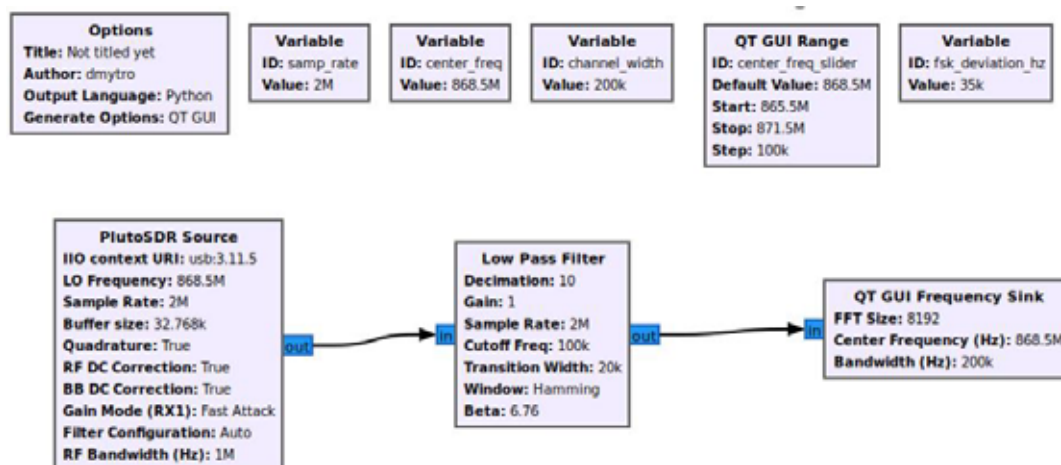 Options
Title: Not titled yet
Author: dmytro
Output Language: Python
Generate Options: QT GUI
Variable
ID: samp_rate
Value: 2M
Variable
ID: center_freq
Value: 868.5M
Variable
ID: channel_width
Value: 200k
QT GUI Range
ID: center_freq_slider
Default Value: 868.5M
Start: 865.5M
Stop: 871.5M
Step: 100k
Variable
ID: fsk_deviation_hz
Value: 35k
PlutoSDR Source
IIO context URI: usb:3.11.5
LO Frequency: 868.5M
Sample Rate: 2M
Buffer size: 32.768k
Quadrature: True
RF DC Correction: True
BB DC Correction: True
Gain Mode (RX1): Fast Attack
Filter Configuration: Auto
RF Bandwidth (Hz): 1M
out
in
Low Pass Filter
Decimation: 10
Gain: 1
Sample Rate: 2M
Cutoff Freq: 100k
Transition Width: 20k
Window: Hamming
Beta: 6.76
out
in
QT GUI Frequency Sink
FFT Size: 8192
Center Frequency (Hz): 868.5M
Bandwidth (Hz): 200k